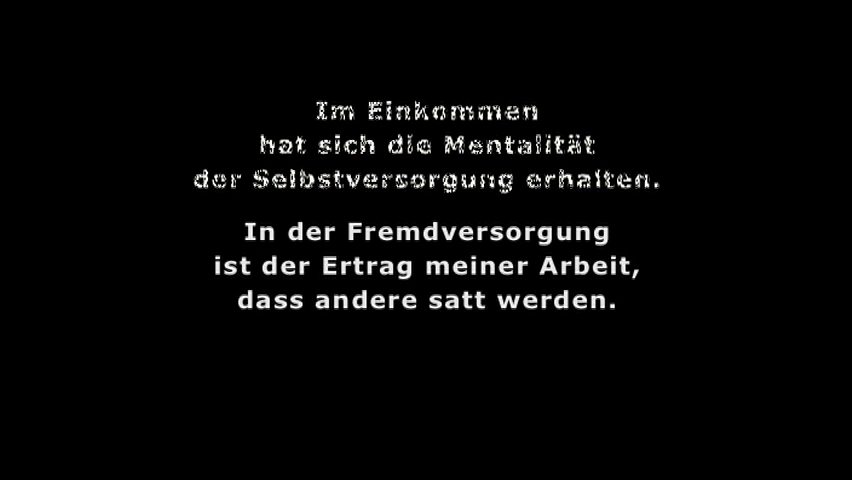 Im Einkommen
hat sich die Mentalität
der Selbstversorgung erhalten.
In der Fremdversorgung
ist der Ertrag meiner Arbeit,
dass andere satt werden.